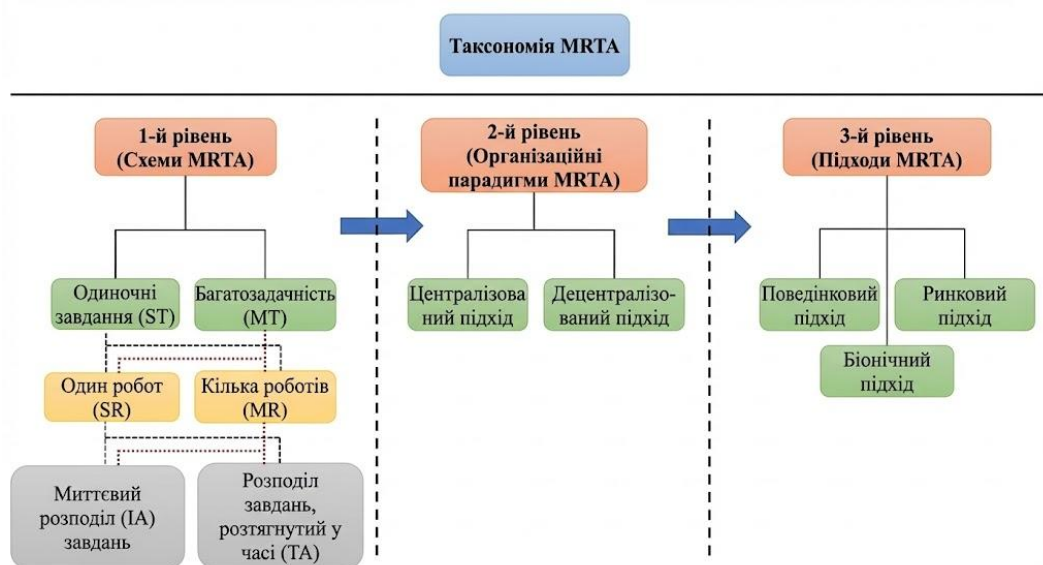 Таксономія MRTA
1-й рівень
(Схеми MRTA)
2-й рівень
(Організаційні
парадигми MRTA)
3-й рівень
(Підходи MRTA)
Одиночні
завдання (ST)
Багатозадачність
(MT)
Централізова
оний підхід
Децентралізо-
ваний підхід
Поведінковий
підхід
Ринковий
підхід
Біонічний
підхід
Один робот
(SR)
Кілька роботів
(MR)
Миттєвий
розподіл (IA)
завдань
Розподіл
завдань,
розтягнутий у
часі (TA)